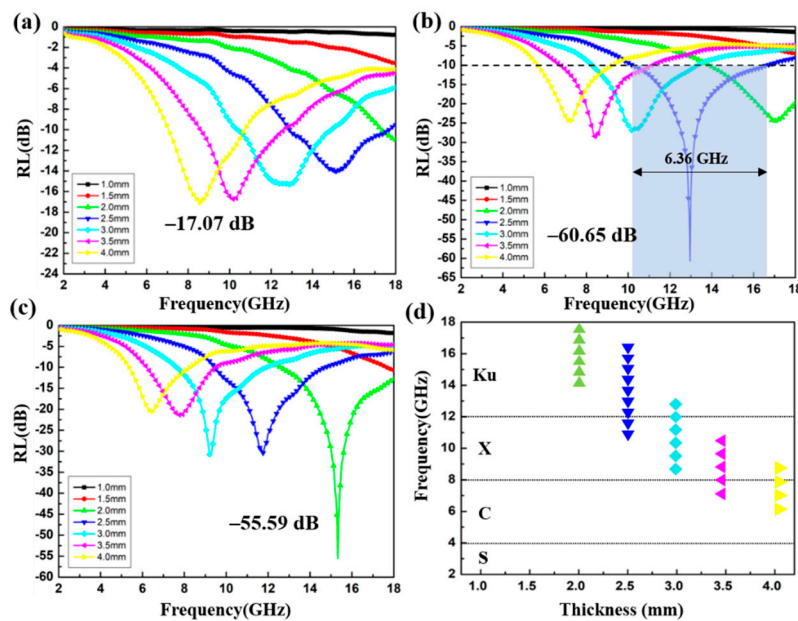 (a)
0
-2
-4
-6
-8
-10
-12
-14
-16
-18
-20
-22
-24
RL(dB)
1.0mm
1.5mm
2.0mm
2.5mm
3.0mm
3.5mm
4.0mm
−17.07 dB
2 4 6 8 10 12 14 16 18
Frequency(GHz)
(b)
0
-5
-10
-15
-20
-25
-30
-35
-40
-45
-50
-55
-60
-65
RL(dB)
1.0mm
1.5mm
2.0mm
2.5mm
3.0mm
3.5mm
4.0mm
6.36 GHz
−60.65 dB
2 4 6 8 10 12 14 16 18
Frequency(GHz)
(c)
0
-5
-10
-15
-20
-25
-30
-35
-40
-45
-50
-55
-60
RL(dB)
1.0mm
1.5mm
2.0mm
2.5mm
3.0mm
3.5mm
4.0mm
−55.59 dB
2 4 6 8 10 12 14 16 18
Frequency(GHz)
(d)
18
16
14
12
10
8
6
4
2
Frequency(GHz)
Ku
X
C
S
1.0 1.5 2.0 2.5 3.0 3.5 4.0
Thickness (mm)